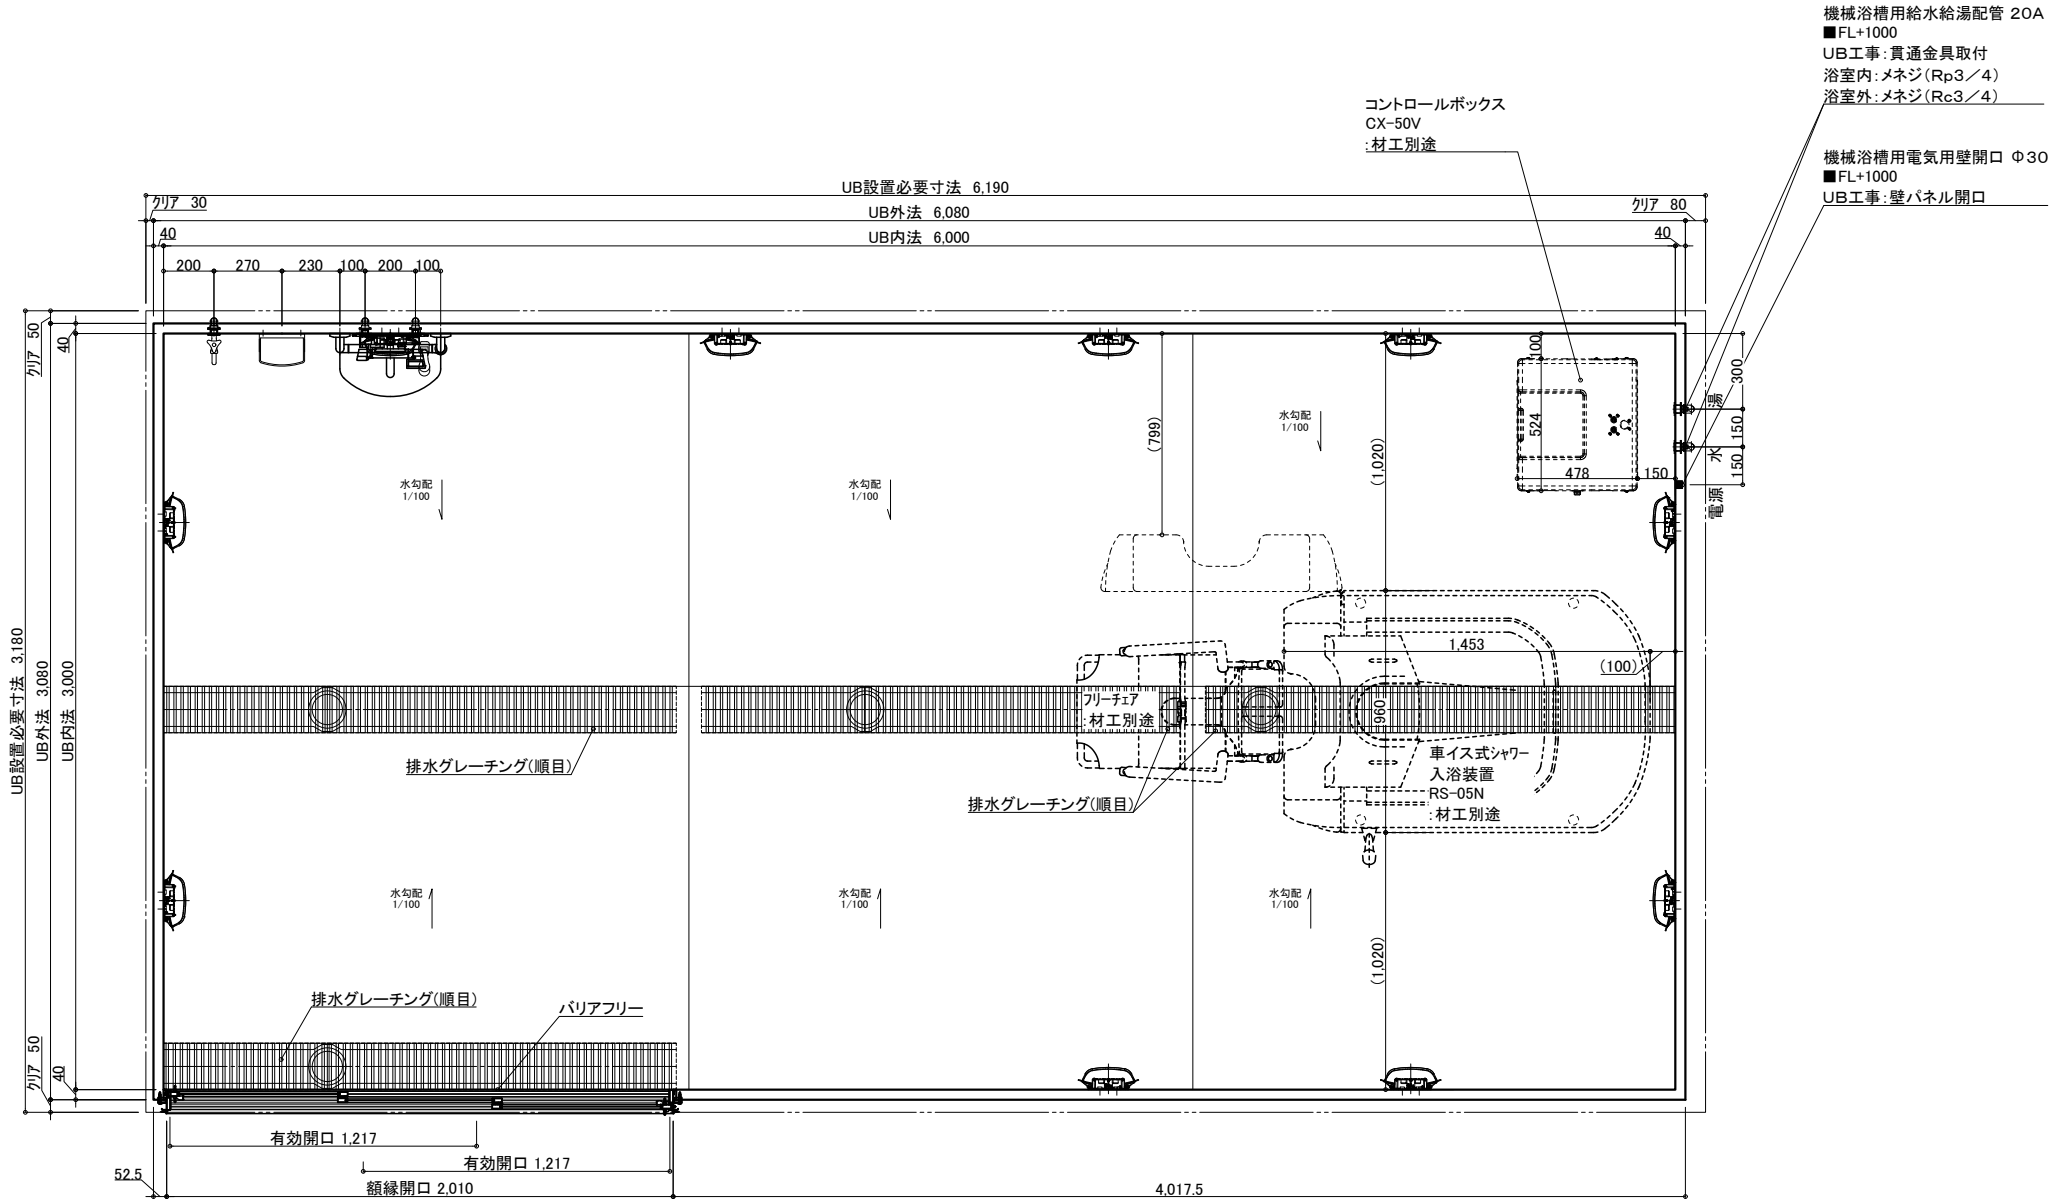 機械浴槽用給水給湯配管 20A
■FL+1000
UB工事:貫通金具取付
浴室内:メネジ(Rp3／4)
浴室外:メネジ(Rc3／4)
コントロールボックス
CX-50V
:材工別途
機械浴槽用電気用壁開口 Φ30
■FL+1000
UB工事:壁パネル開口
UB設置必要寸法 6,190
クリア 30
UB外法 6,080
クリア 80
40
UB内法 6,000
40
200
270
230
100
200
100
クリア 50
40
100
300
湯
524
150
水
478
150
150
電源
(799)
(1,020)
水勾配
1/100
水勾配
1/100
水勾配
1/100
UB設置必要寸法 3,180
UB外法 3,080
UB内法 3,000
1,453
(100)
フリーチェア
:材工別途
960
車イス式シャワー
入浴装置
RS-05N
:材工別途
排水グレーチング(順目)
排水グレーチング(順目)
水勾配
1/100
水勾配
1/100
水勾配
1/100
(1,020)
排水グレーチング(順目)
バリアフリー
クリア 50
40
有効開口 1,217
有効開口 1,217
52.5
額縁開口 2,010
4,017.5